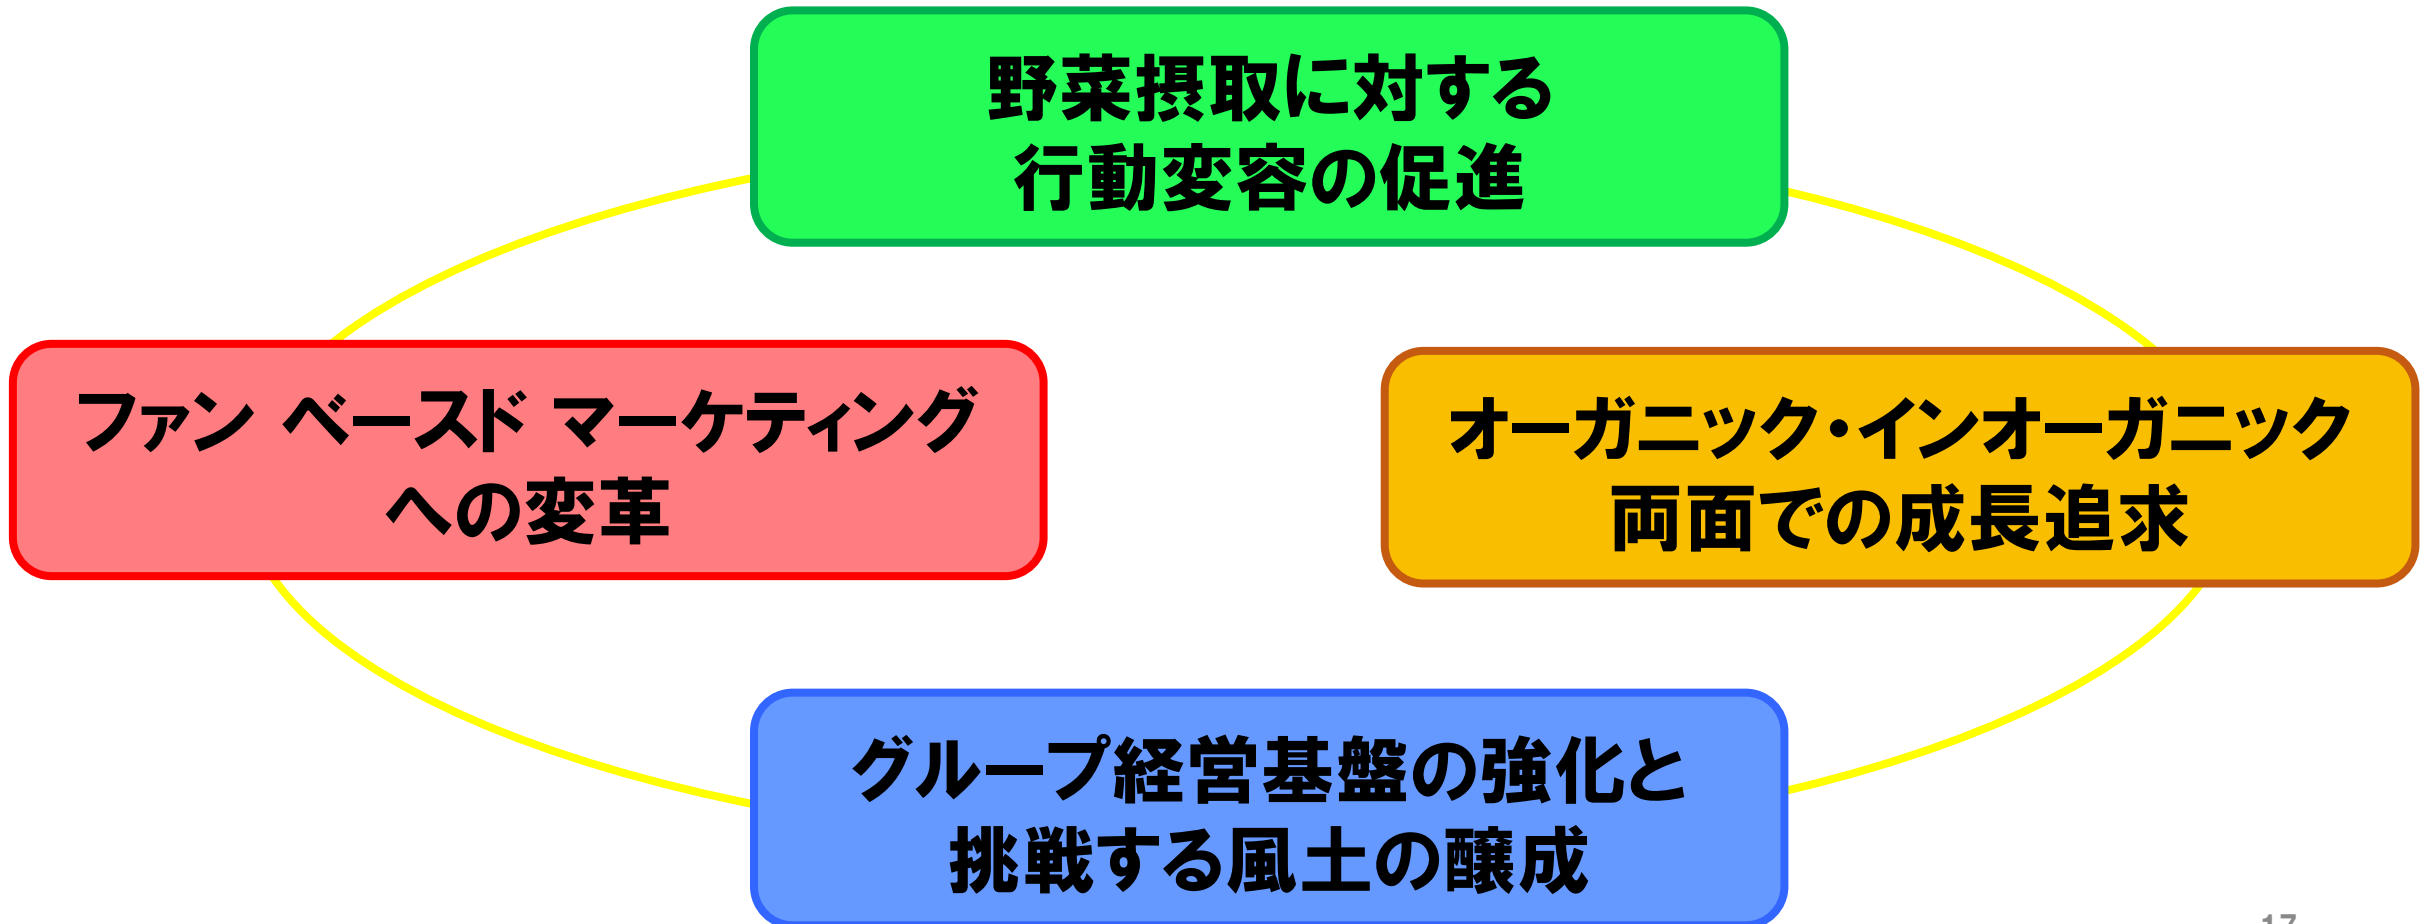 野菜摂取に対する
行動変容の促進
ファン ベースド マーケティング
への変革
オーガニック・インオーガニック
両面での成長追求
グループ経営基盤の強化と
挑戦する風土の醸成
17